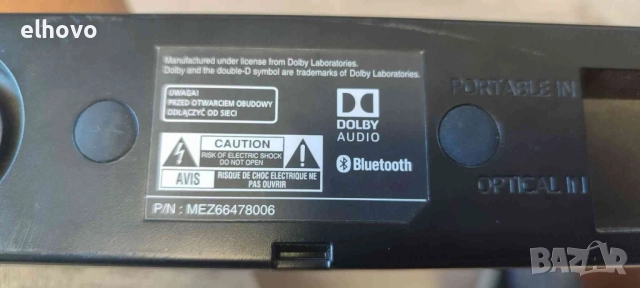 elhovo
Manufactured under license from Dolby Laboratories.
Dolby and the double-D symbol are trademarks of Dolby Laboratories.
UWAGA!
PRZED OTWARCIEM OBUDOWY
ODŁĄCZYĆ OD SIECI
DOLBY
AUDIO
CAUTION
RISK OF ELECTRIC SHOCK
DO NOT OPEN
AVIS
RISQUE DE CHOC ELECTRIQUE NE
PAS OUVRIR
Bluetooth
P/N : MEZ66478006
PORTABLE IN
OPTICAL IN
BAZAR